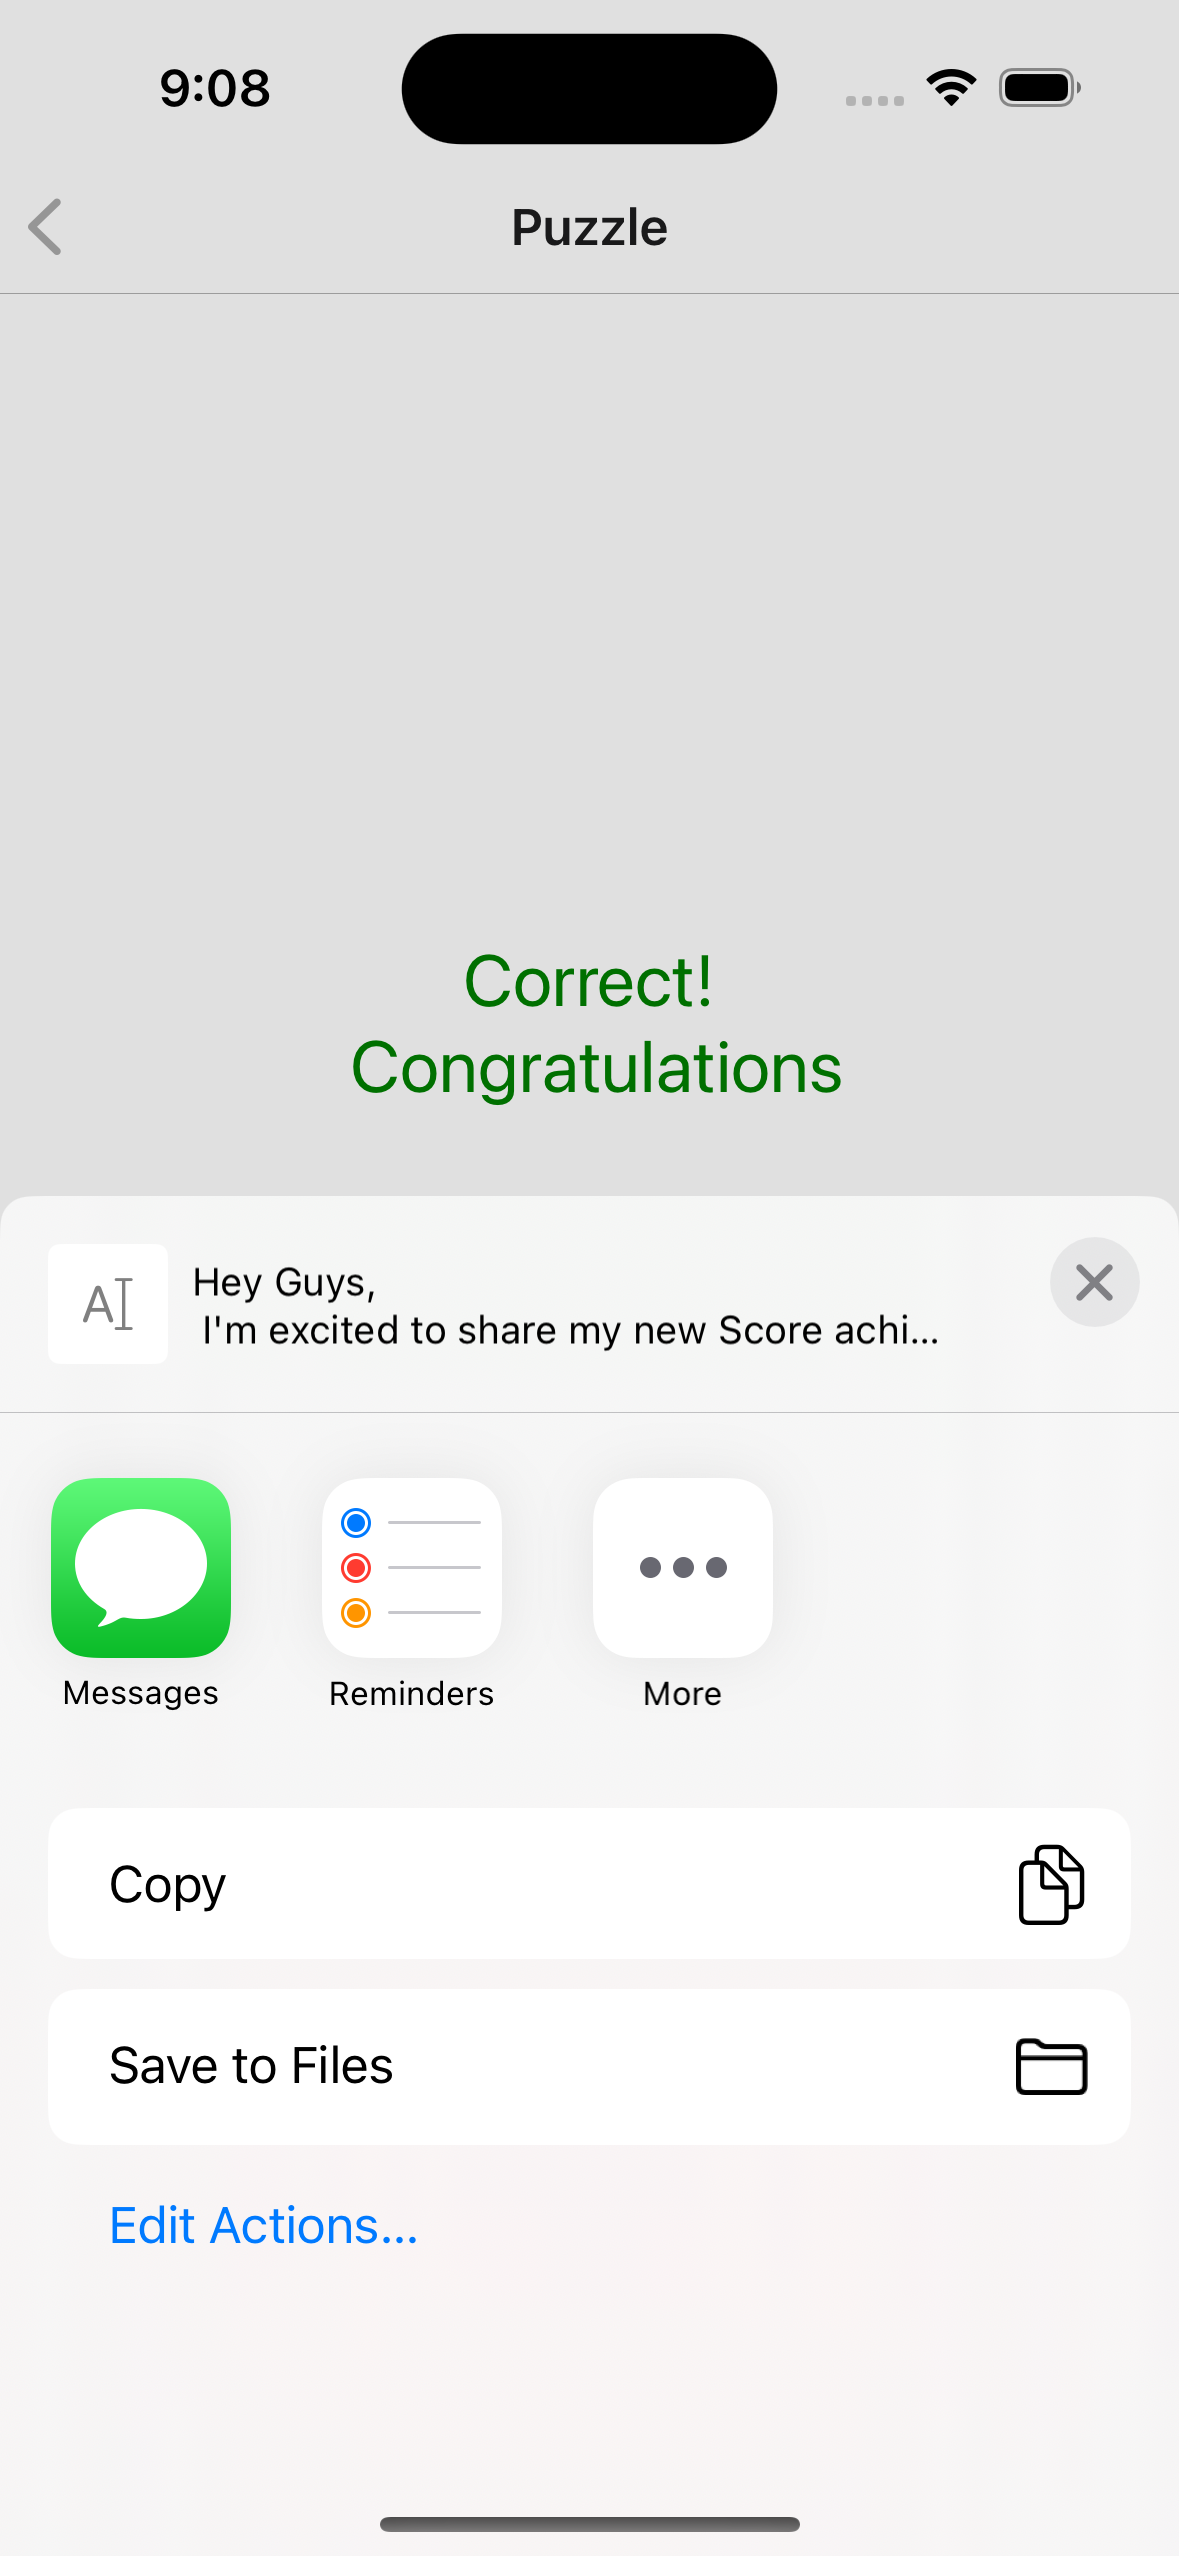 9:08
Puzzle
Correct!
Congratulations
Hey Guys,
I'm excited to share my new Score achi...
Messages
Reminders
More
Copy
Save to Files
Edit Actions...